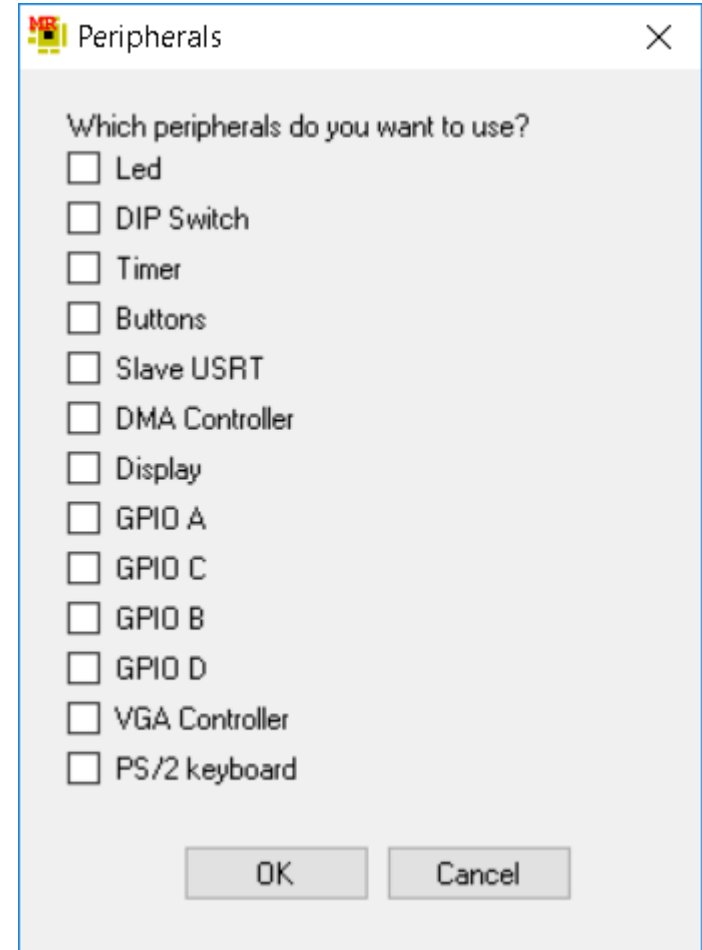 MR
Peripherals
Which peripherals do you want to use?
Led
DIP Switch
Timer
Buttons
Slave USRT
DMA Controller
Display
GPIO A
GPIO C
GPIO B
GPIO D
VGA Controller
PS/2 keyboard
OK Cancel